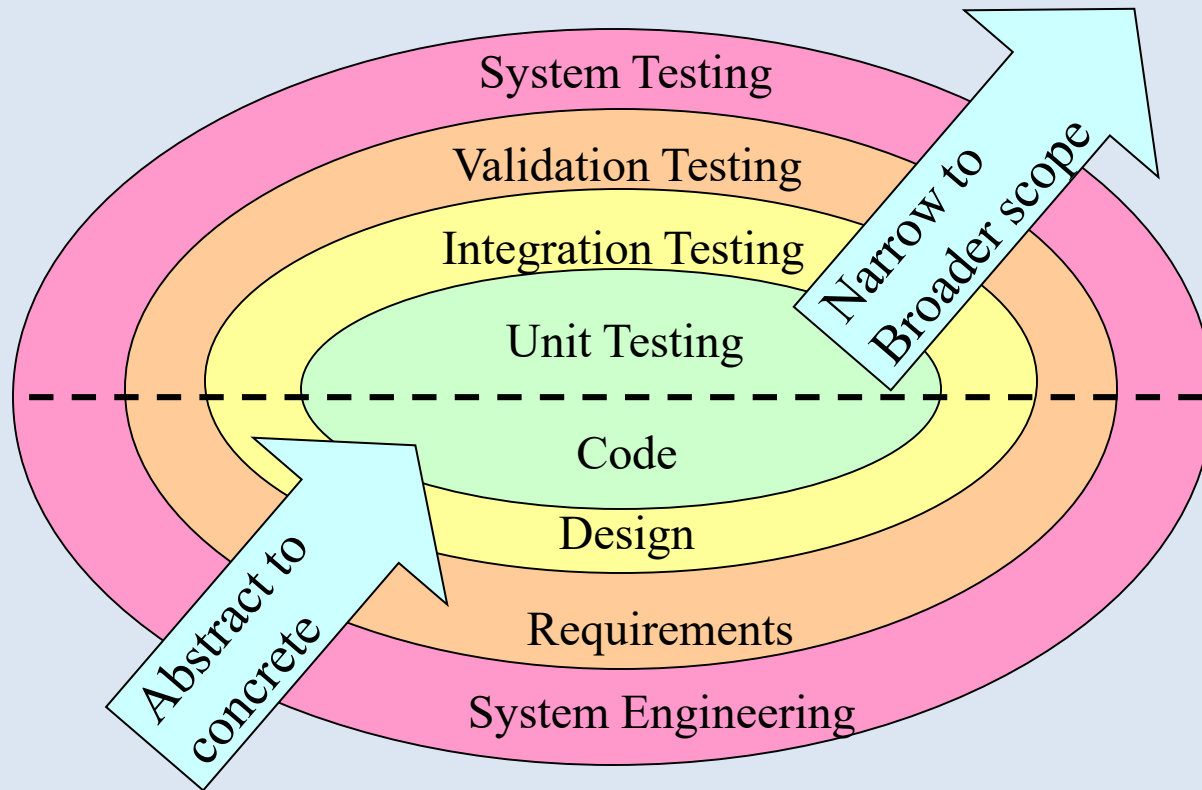 System Testing
Validation Testing
Integration Testing
Unit Testing
Narrow to
Broader scope
Code
Design
Requirements
System Engineering
Abstract to
concrete